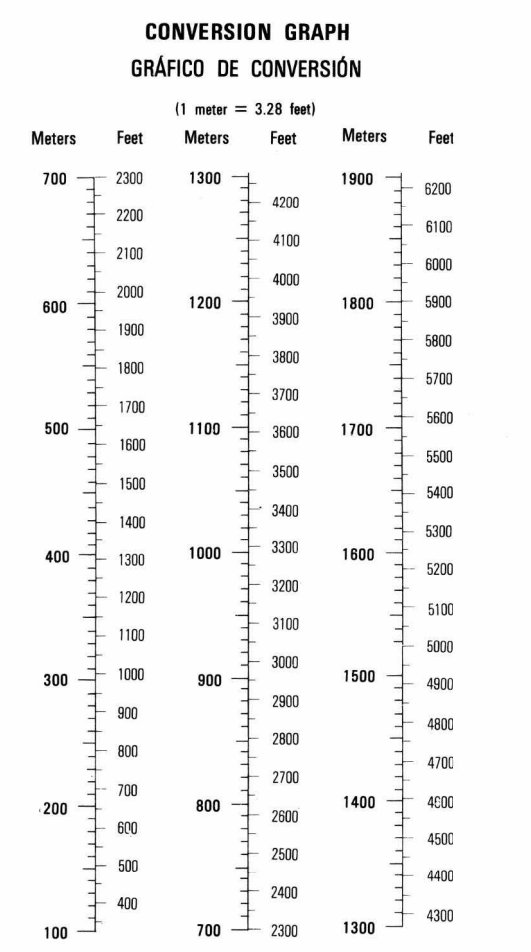 CONVERSION GRAPH
GRÁFICO DE CONVERSIÓN
(1 meter = 3.28 feet)
Meters Feet Meters Feet Meters Feet
700 2300 1300 1900 6200
2200 4200 6100
2100 4100 6000
600 2000 1200 4000 1800 5900
1900 3900 5800
1800 3800 5700
1700 3700 5600
500 1600 1100 3600 1700 5500
1500 3500 5400
1400 3400 5300
400 1300 1000 3300 1600 5200
1200 3200 5100
1100 3100 5000
300 1000 900 3000 1500 4900
900 2900 4800
800 2800 4700
700 2700 1400 4600
200 600 800 2600 4500
500 2500 4400
400 2400 4300
100 700 2300 1300